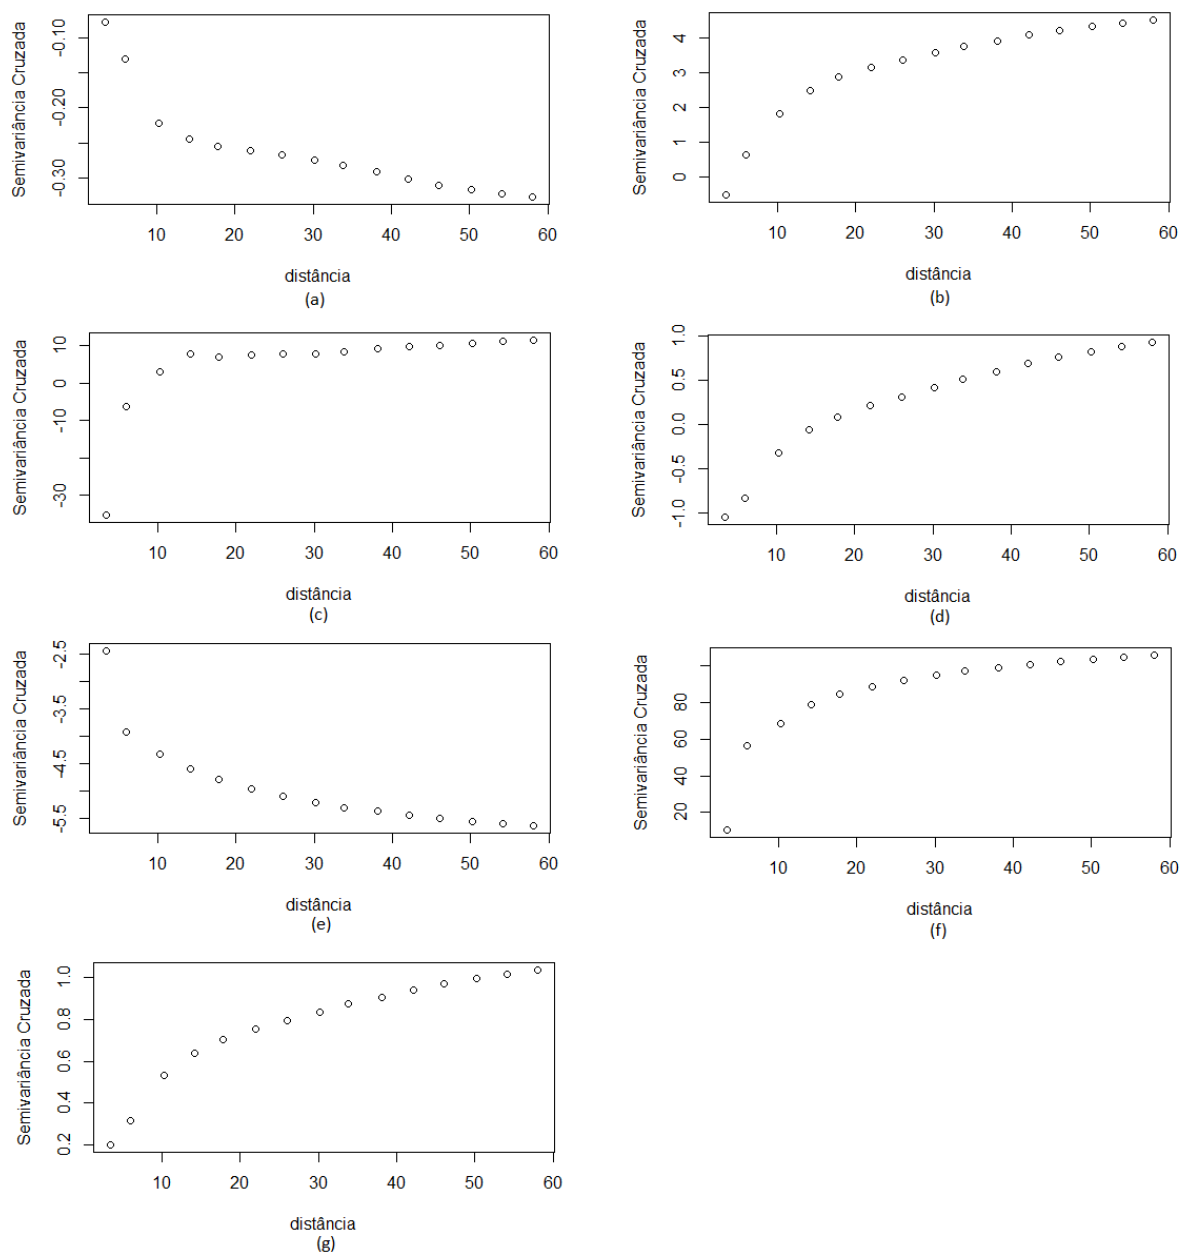 Semivariância Cruzada
-0.10
-0.20
-0.30
10 20 30 40 50 60
distância
(a)
Semivariância Cruzada
4
3
2
1
0
10 20 30 40 50 60
distância
(b)
Semivariância Cruzada
10
0
-10
-30
10 20 30 40 50 60
distância
(c)
Semivariância Cruzada
1.0
0.5
0.0
-0.5
-1.0
10 20 30 40 50 60
distância
(d)
Semivariância Cruzada
-2.5
-3.5
-4.5
-5.5
10 20 30 40 50 60
distância
(e)
Semivariância Cruzada
80
60
40
20
10 20 30 40 50 60
distância
(f)
Semivariância Cruzada
1.0
0.8
0.6
0.4
0.2
10 20 30 40 50 60
distância
(g)